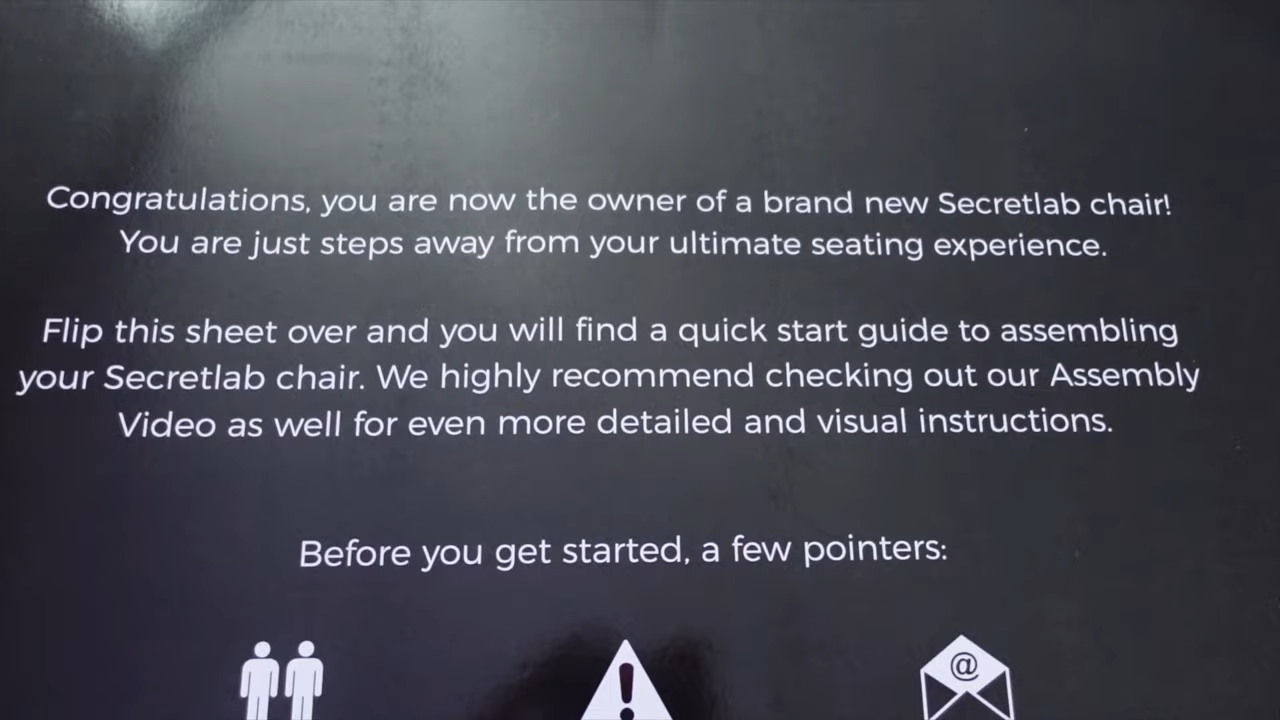 Congratulations, you are now the owner of a brand new Secretlab chair!
You are just steps away from your ultimate seating experience.
Flip this sheet over and you will find a quick start guide to assembling
your Secretlab chair. We highly recommend checking out our Assembly
Video as well for even more detailed and visual instructions.
Before you get started, a few pointers:
@